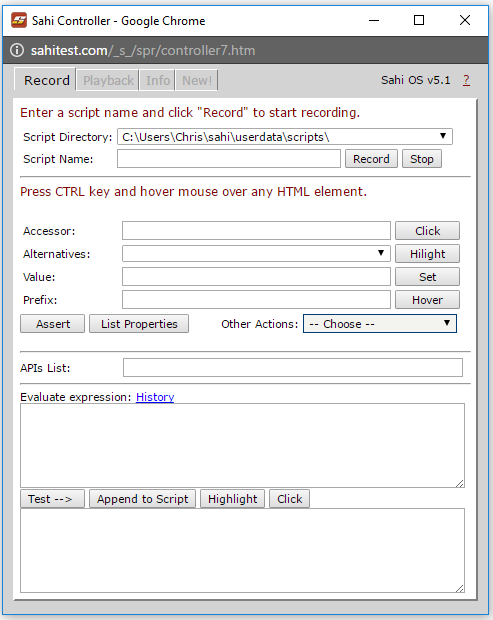 Sahi Controller - Google Chrome
sahitest.com/_s_/spr/controller7.htm
Record Playback Info New! Sahi OS v5.1 ?
Enter a script name and click "Record" to start recording.
Script Directory: C:\Users\Chris\sahi\userdata\scripts\
Script Name: Record Stop
Press CTRL key and hover mouse over any HTML element.
Accessor: Click
Alternatives: Hilight
Value: Set
Prefix: Hover
Assert List Properties Other Actions: -- Choose --
APIs List:
Evaluate expression: History
Test --> Append to Script Highlight Click